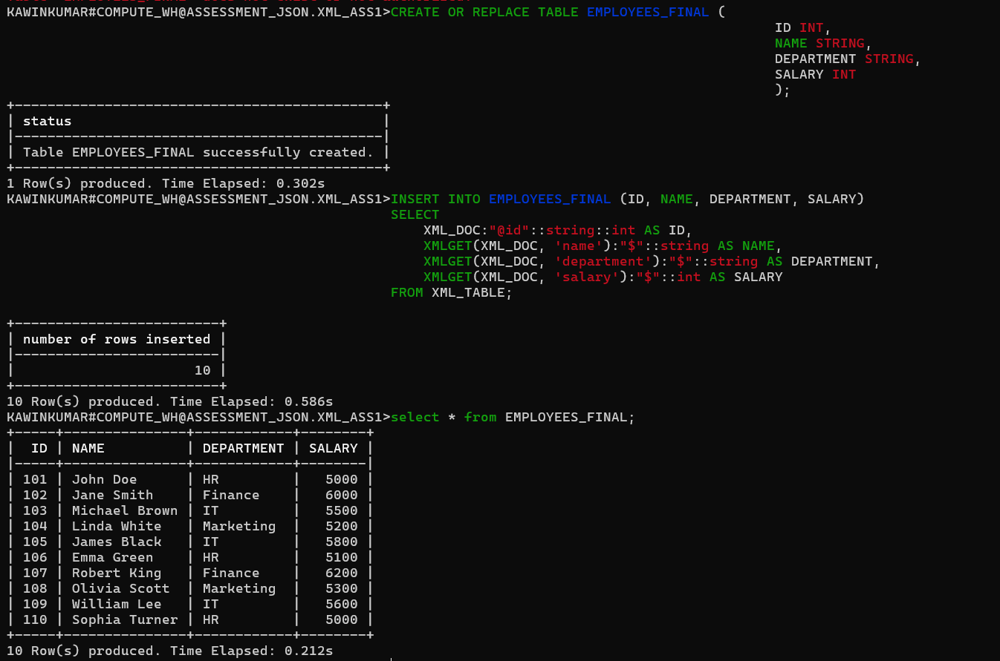 KAWINKUMAR#COMPUTE_WH@ASSESSMENT_JSON.XML_ASS1>CREATE OR REPLACE TABLE EMPLOYEES_FINAL (
ID INT,
NAME STRING,
DEPARTMENT STRING,
SALARY INT
);
+---------------------------------------------+
| status                                      |
|---------------------------------------------|
| Table EMPLOYEES_FINAL successfully created. |
+---------------------------------------------+
1 Row(s) produced. Time Elapsed: 0.302s
KAWINKUMAR#COMPUTE_WH@ASSESSMENT_JSON.XML_ASS1>INSERT INTO EMPLOYEES_FINAL (ID, NAME, DEPARTMENT, SALARY)
SELECT
XML_DOC:"@id"::string::int AS ID,
XMLGET(XML_DOC, 'name'):"$"::string AS NAME,
XMLGET(XML_DOC, 'department'):"$"::string AS DEPARTMENT,
XMLGET(XML_DOC, 'salary'):"$"::int AS SALARY
FROM XML_TABLE;
+-------------------------+
| number of rows inserted |
|-------------------------|
|                      10 |
+-------------------------+
10 Row(s) produced. Time Elapsed: 0.586s
KAWINKUMAR#COMPUTE_WH@ASSESSMENT_JSON.XML_ASS1>select * from EMPLOYEES_FINAL;
+-----+---------------+------------+--------+
|  ID | NAME          | DEPARTMENT | SALARY |
|-----+---------------+------------+--------|
| 101 | John Doe      | HR         |   5000 |
| 102 | Jane Smith    | Finance    |   6000 |
| 103 | Michael Brown | IT         |   5500 |
| 104 | Linda White   | Marketing  |   5200 |
| 105 | James Black   | IT         |   5800 |
| 106 | Emma Green    | HR         |   5100 |
| 107 | Robert King   | Finance    |   6200 |
| 108 | Olivia Scott  | Marketing  |   5300 |
| 109 | William Lee   | IT         |   5600 |
| 110 | Sophia Turner | HR         |   5000 |
+-----+---------------+------------+--------+
10 Row(s) produced. Time Elapsed: 0.212s